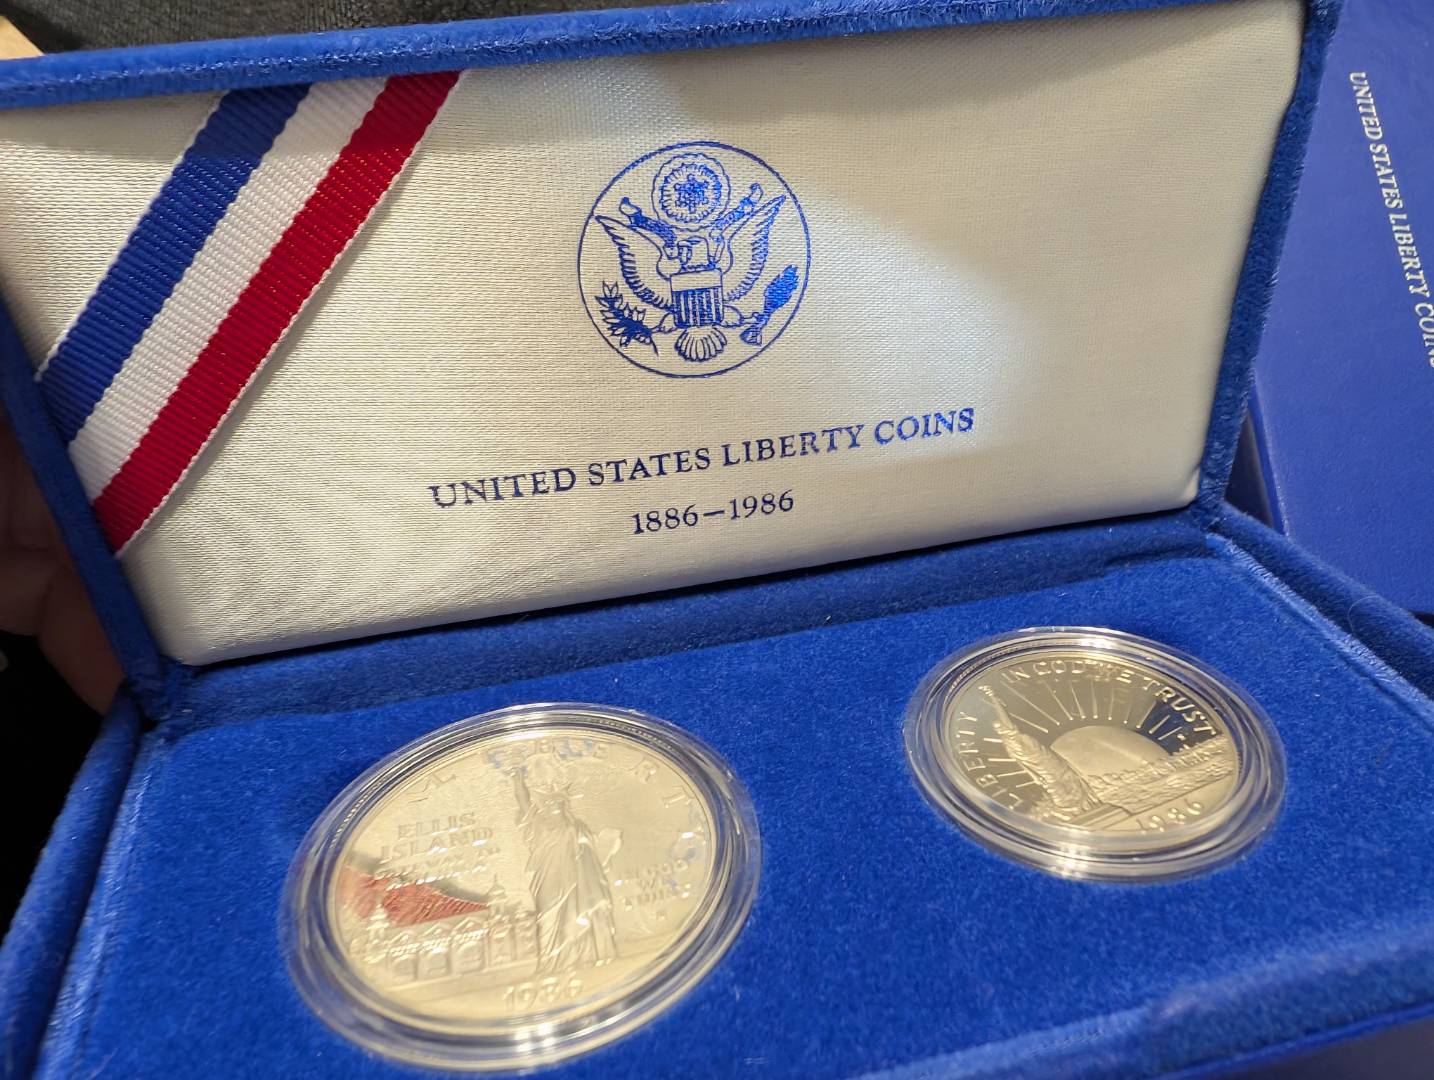 UNITED STATES LIBERTY COINS
1886–1986
UNITED STATES LIBERTY COINS
LIBERTY
ELLIS
ISLAND
1986
IN GOD WE TRUST
LIBERTY
1986